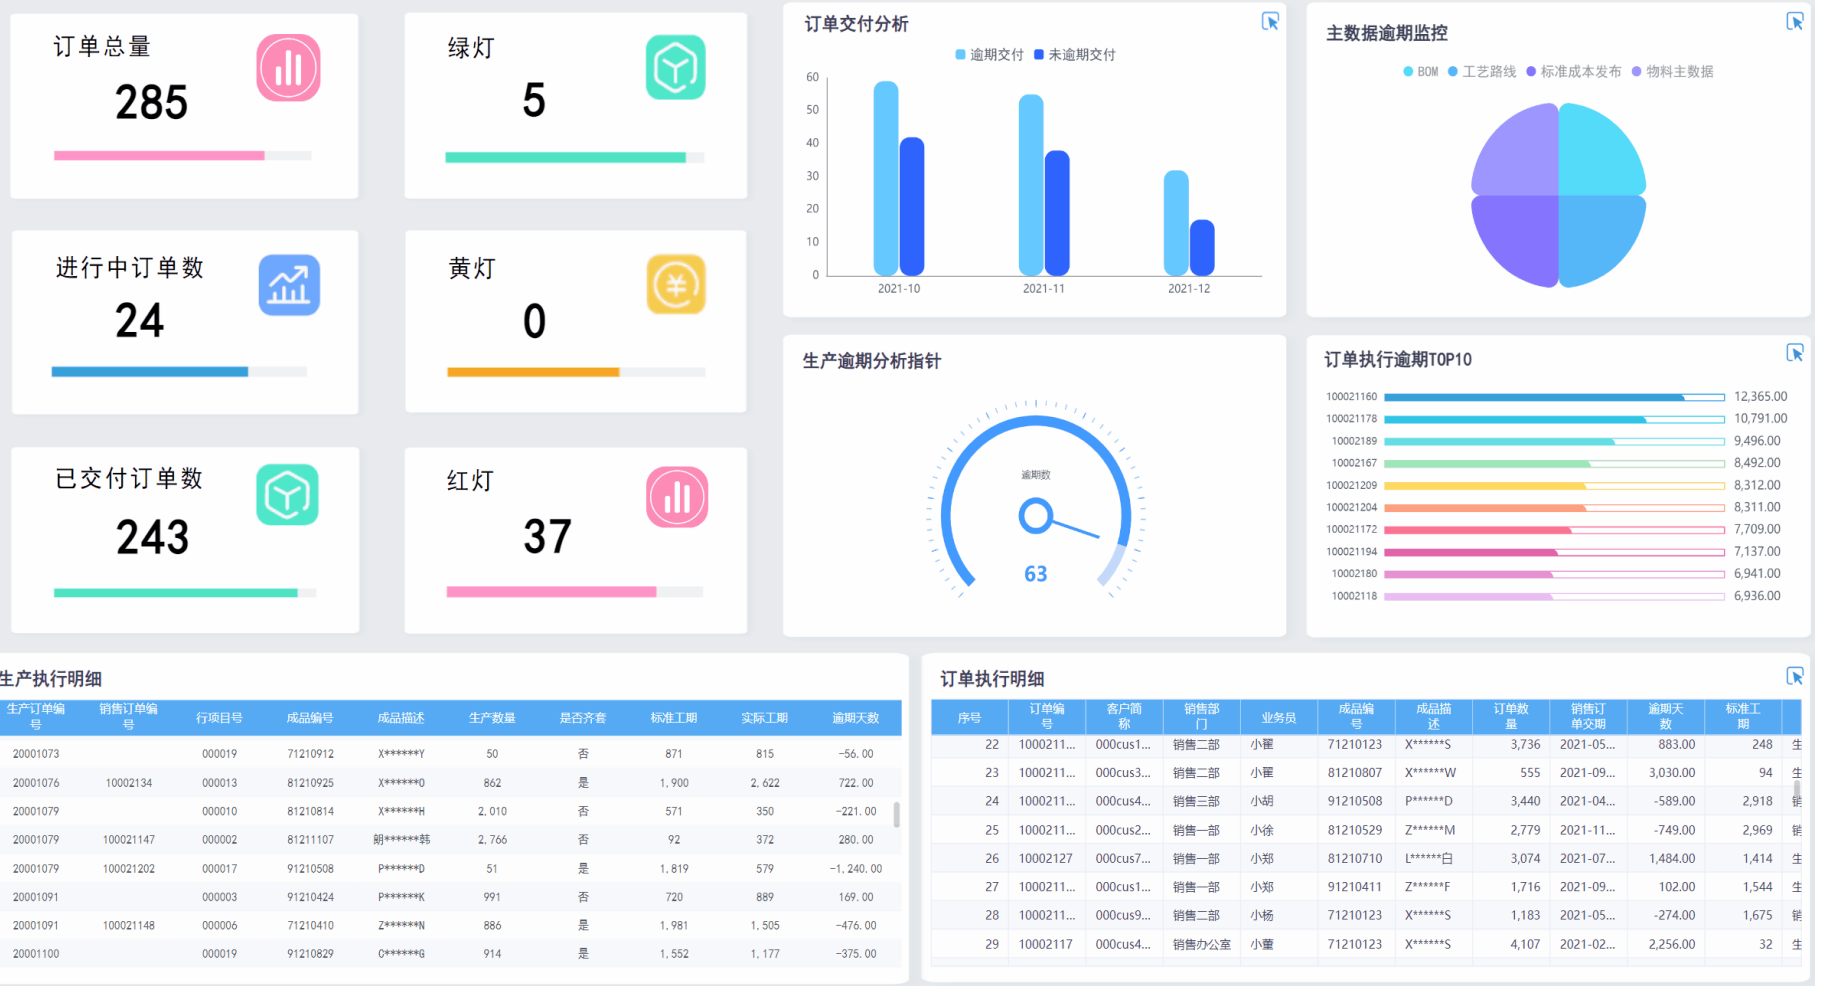 订单总量
285
绿灯
5
进行中订单数
24
黄灯
0
已交付订单数
243
红灯
37
订单交付分析
逾期交付 未逾期交付
60
50
40
30
20
10
0
2021-10 2021-11 2021-12
主数据逾期监控
BOM 工艺路线 标准成本发布 物料主数据
生产逾期分析指针
逾期数
63
订单执行逾期TOP10
100021160 12,365.00
100021178 10,791.00
10002189 9,496.00
10002167 8,492.00
100021209 8,312.00
100021204 8,311.00
100021172 7,709.00
100021194 7,137.00
10002180 6,941.00
10002118 6,936.00
生产执行明细
生产订单编号 销售订单编号 行项目号 成品编号 成品描述 生产数量 是否齐套 标准工期 实际工期 逾期天数
20001073 000019 71210912 X******Y 50 否 871 815 -56.00
20001076 10002134 000013 81210925 X******O 862 是 1,900 2,622 722.00
20001079 000010 81210814 X******H 2,010 否 571 350 -221.00
20001079 100021147 000002 81211107 朗******韩 2,766 否 92 372 280.00
20001079 100021202 000017 91210508 P******D 51 是 1,819 579 -1,240.00
20001091 000003 91210424 P******K 991 否 720 889 169.00
20001091 100021148 000006 71210410 Z******N 886 是 1,981 1,505 -476.00
20001100 000019 91210829 C******G 914 是 1,552 1,177 -375.00
订单执行明细
序号 订单编号 客户简称 销售部门 业务员 成品编号 成品描述 订单数量 销售订单交期 逾期天数 标准工期
22 1000211... 000cus1... 销售二部 小翟 71210123 X******S 3,736 2021-05... 883.00 248 生
23 1000211... 000cus3... 销售二部 小翟 81210807 X******W 555 2021-09... 3,030.00 94 生
24 1000211... 000cus4... 销售三部 小胡 91210508 P******D 3,440 2021-04... -589.00 2,918 销
25 1000211... 000cus2... 销售一部 小徐 81210529 Z******M 2,779 2021-11... -749.00 2,969 销
26 10002127 000cus7... 销售一部 小郑 81210710 L******白 3,074 2021-07... 1,484.00 1,414 生
27 1000211... 000cus1... 销售一部 小郑 91210411 Z******F 1,716 2021-09... 102.00 1,544 生
28 1000211... 000cus9... 销售二部 小杨 71210123 X******S 1,183 2021-05... -274.00 1,675 销
29 10002117 000cus4... 销售办公室 小董 71210123 X******S 4,107 2021-02... 2,256.00 32 生